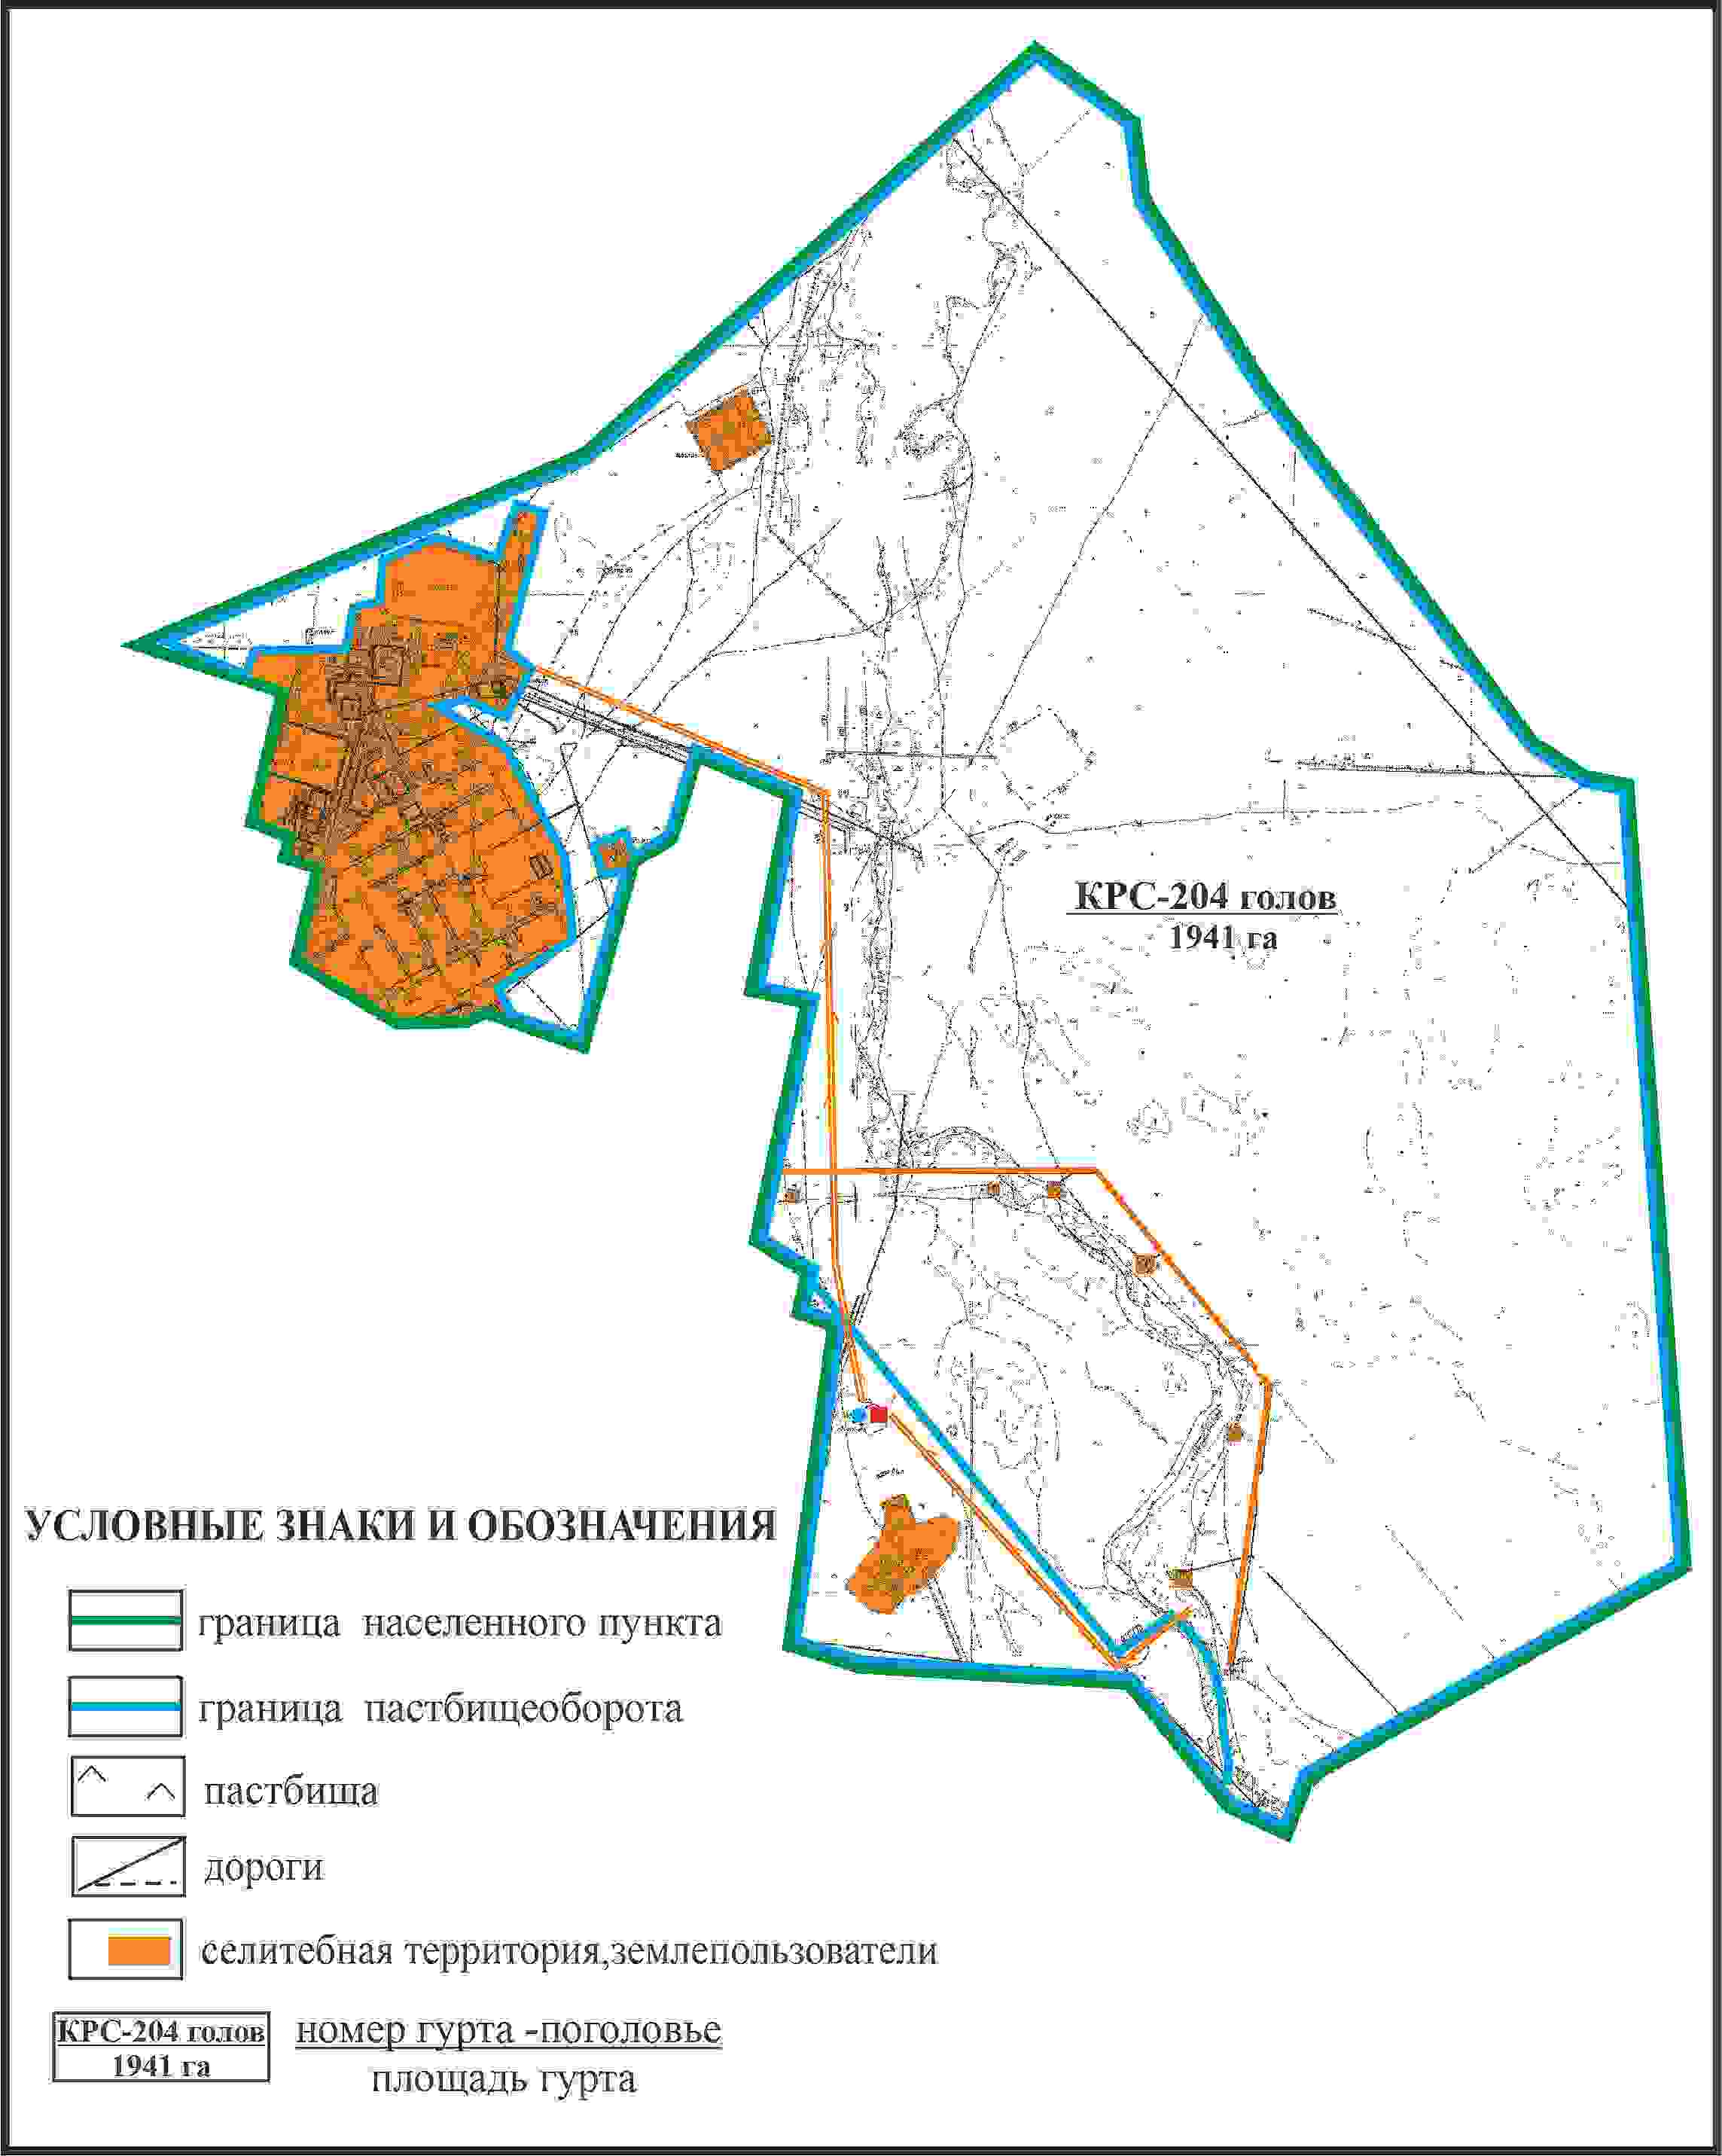 КРС-204 голов
1941 га
УСЛОВНЫЕ ЗНАКИ И ОБОЗНАЧЕНИЯ
граница населенного пункта
граница пастбищеоборота
пастбища
дороги
селитебная территория,землепользователи
КРС-204 голов
1941 га
номер гурта -поголовье
площадь гурта